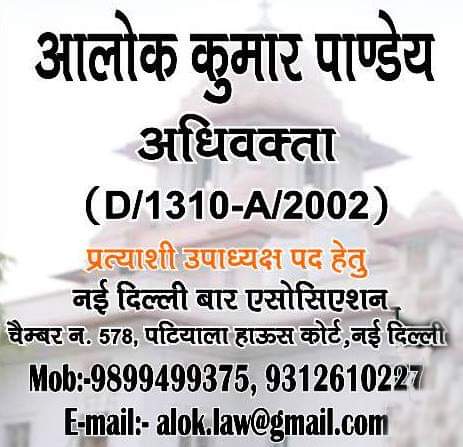 आलोक कुमार पाण्डेय
अधिवक्ता
(D/1310-A/2002)
प्रत्याशी उपाध्यक्ष पद हेतु
नई दिल्ली बार एसोसिएशन
चैम्बर न. 578, पटियाला हाऊस कोर्ट,नई दिल्ली
Mob:-9899499375, 9312610227
E-mail:- alok.law@gmail.com